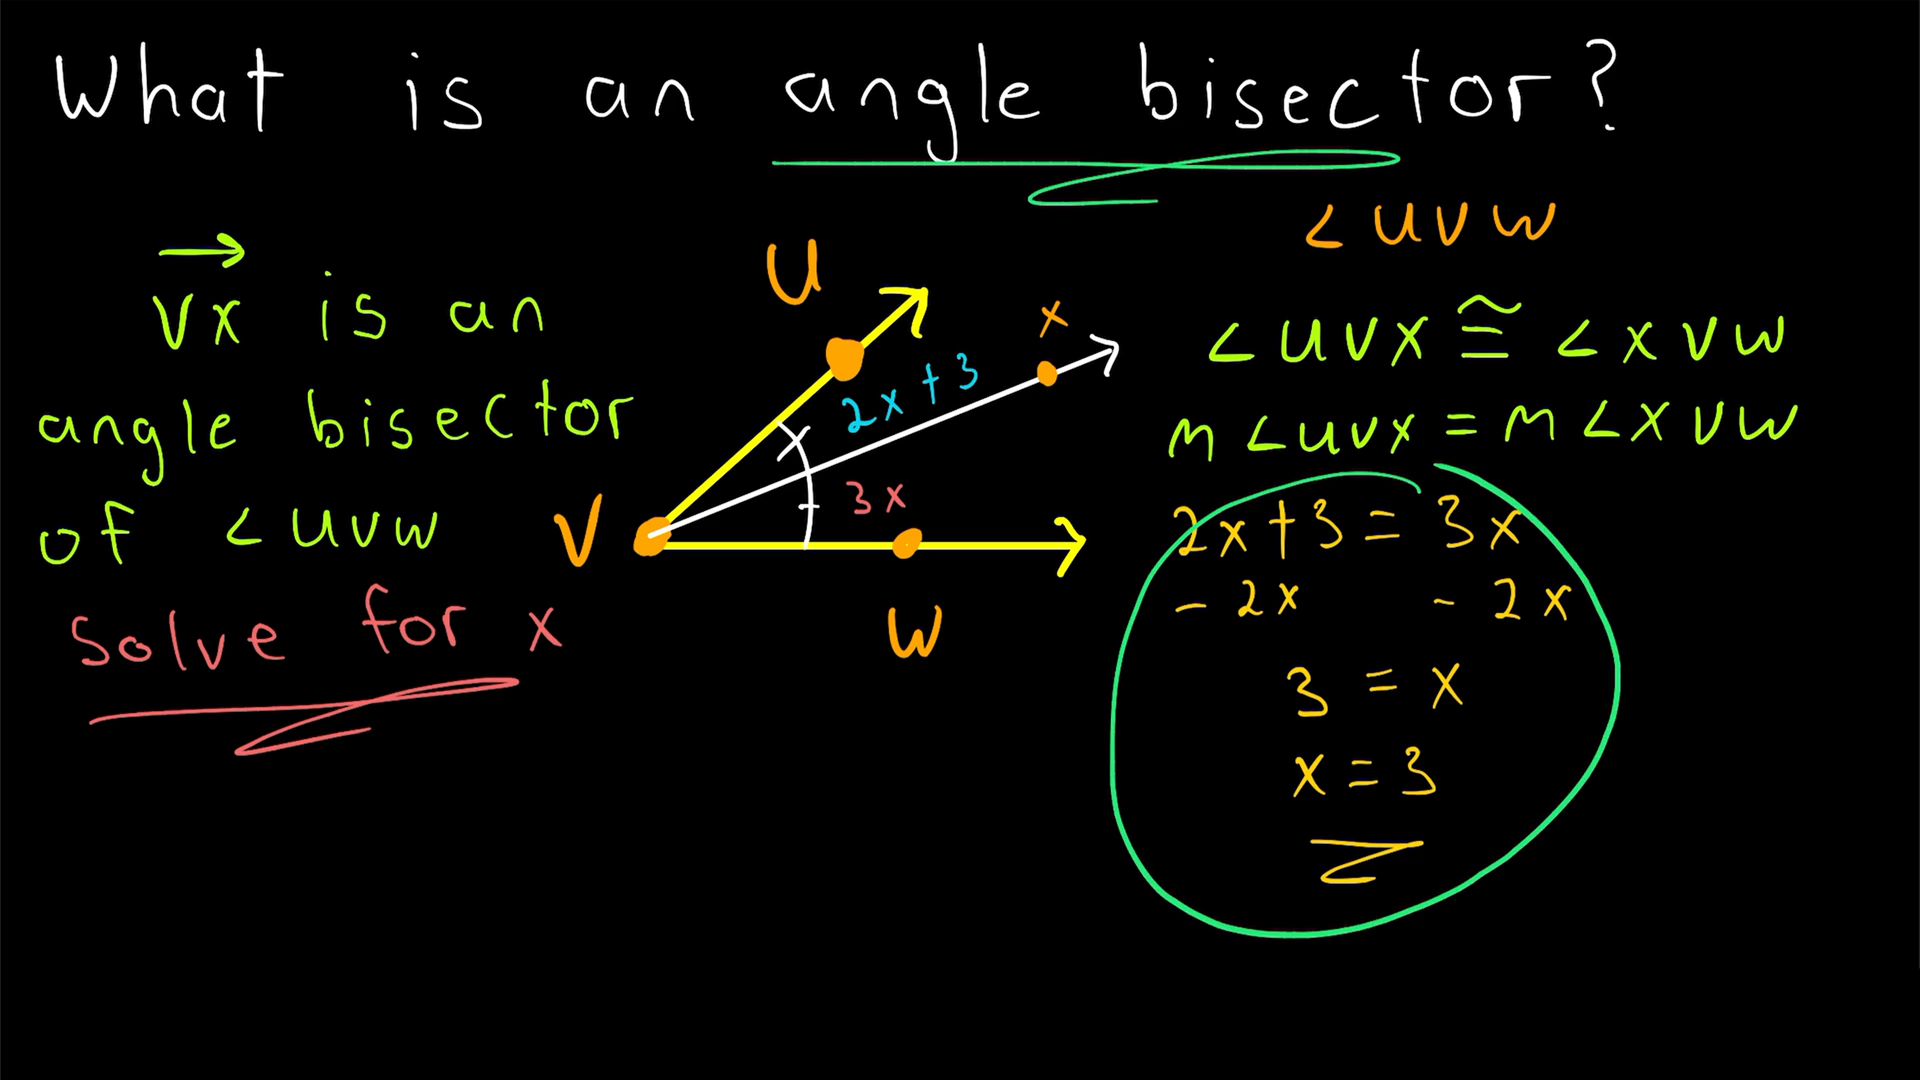 What is an angle bisector?
→
VX is an
angle bisector
of ∠UVW
Solve for x
U
X
2x+3
3x
V
W
∠UVW
∠UVX ≅ ∠XVW
m∠UVX = m∠XVW
2x+3 = 3x
-2x -2x
3 = x
x = 3